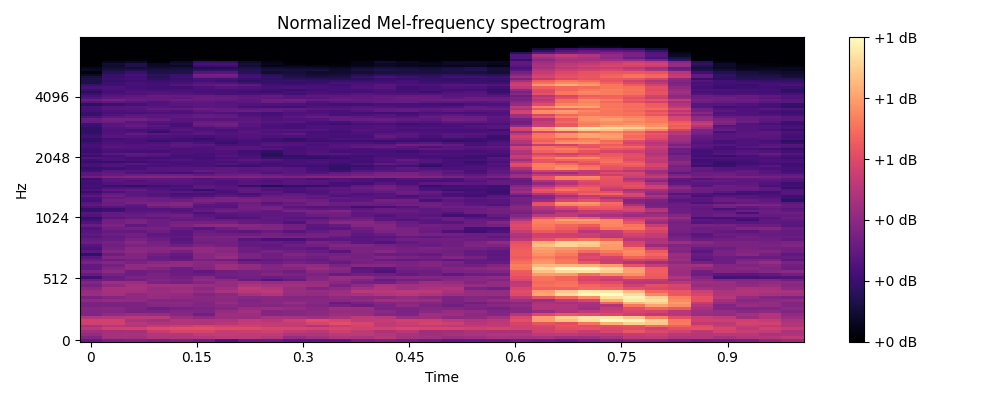 Normalized Mel-frequency spectrogram
Hz
4096
2048
1024
512
0
0 0.15 0.3 0.45 0.6 0.75 0.9
Time
+1 dB
+1 dB
+1 dB
+0 dB
+0 dB
+0 dB